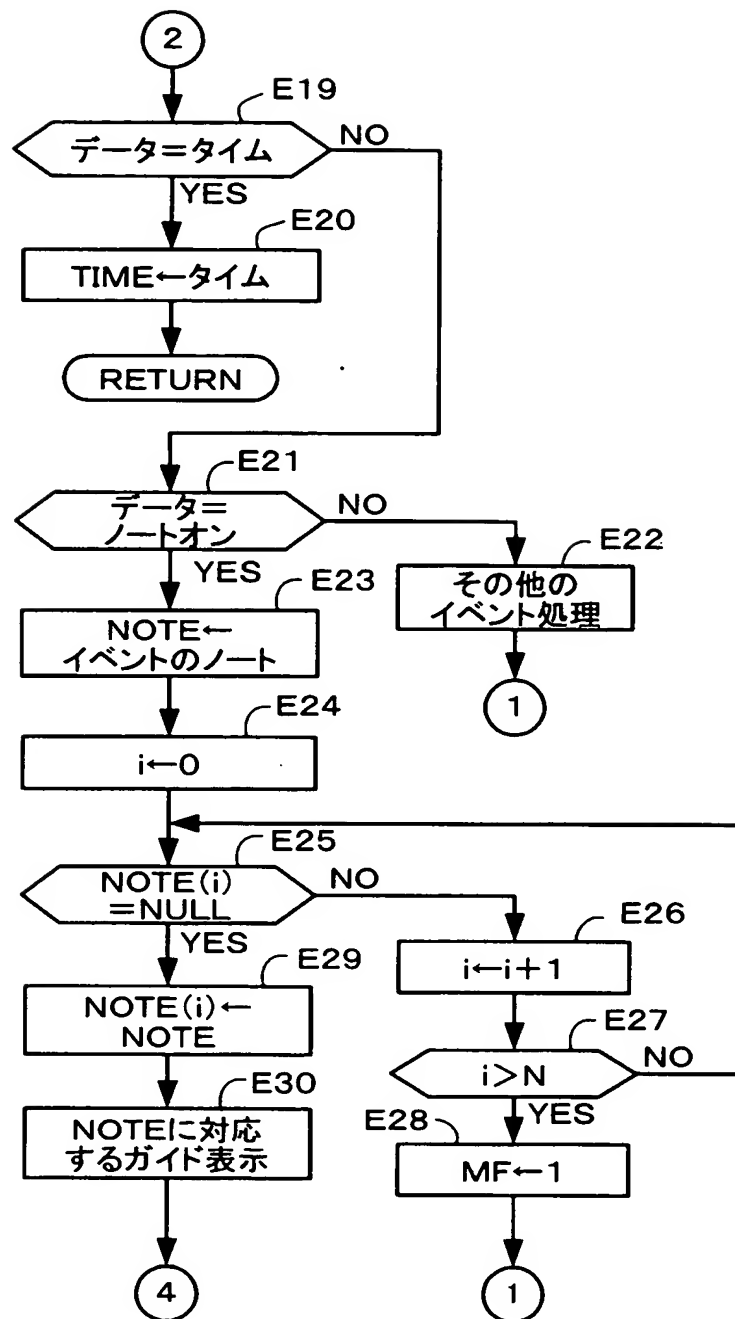 2
E19
データ=タイム
NO
YES
E20
TIME←タイム
RETURN
E21
データ=
ノートオン
NO
YES
E22
その他の
イベント処理
1
E23
NOTE←
イベントのノート
E24
i←0
E25
NOTE(i)
=NULL
NO
YES
E26
i←i+1
E27
i>N
NO
YES
E28
MF←1
1
E29
NOTE(i)←
NOTE
E30
NOTEに対応
するガイド表示
4